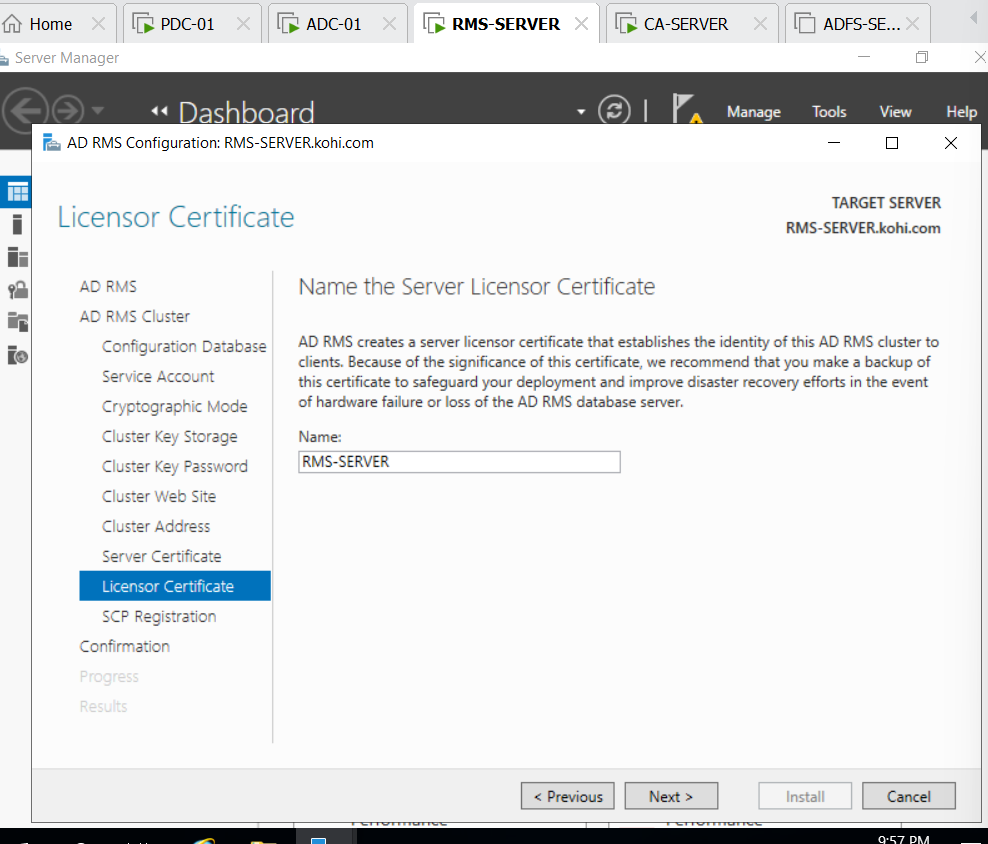 Home
PDC-01
ADC-01
RMS-SERVER
CA-SERVER
ADFS-SE...
Server Manager
Dashboard
Manage
Tools
View
Help
AD RMS Configuration: RMS-SERVER.kohi.com
Licensor Certificate
TARGET SERVER
RMS-SERVER.kohi.com
AD RMS
AD RMS Cluster
Configuration Database
Service Account
Cryptographic Mode
Cluster Key Storage
Cluster Key Password
Cluster Web Site
Cluster Address
Server Certificate
Licensor Certificate
SCP Registration
Confirmation
Progress
Results
Name the Server Licensor Certificate
AD RMS creates a server licensor certificate that establishes the identity of this AD RMS cluster to
clients. Because of the significance of this certificate, we recommend that you make a backup of
this certificate to safeguard your deployment and improve disaster recovery efforts in the event
of hardware failure or loss of the AD RMS database server.
Name:
RMS-SERVER
< Previous
Next >
Install
Cancel
Performance
Performance
9:57 PM